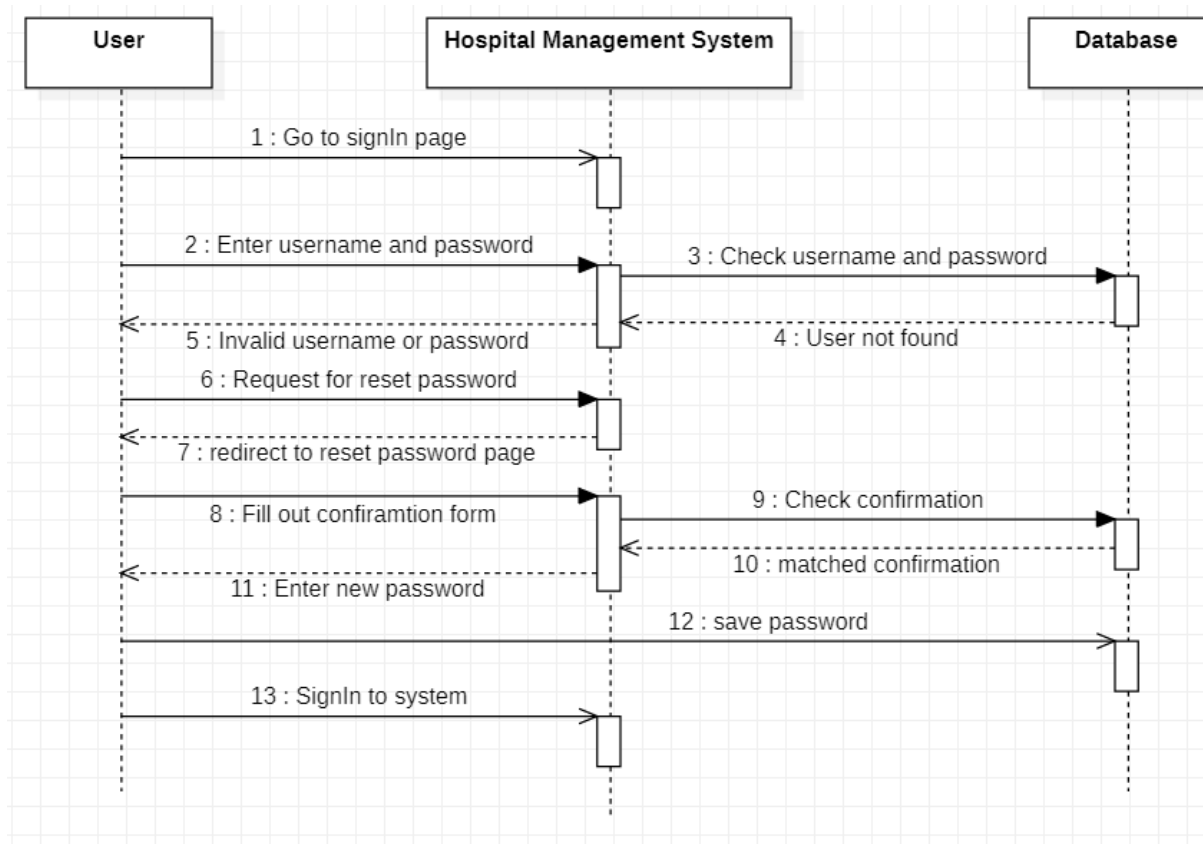 User
Hospital Management System
Database
1 : Go to signIn page
2 : Enter username and password
3 : Check username and password
4 : User not found
5 : Invalid username or password
6 : Request for reset password
7 : redirect to reset password page
8 : Fill out confiramtion form
9 : Check confirmation
10 : matched confirmation
11 : Enter new password
12 : save password
13 : SignIn to system